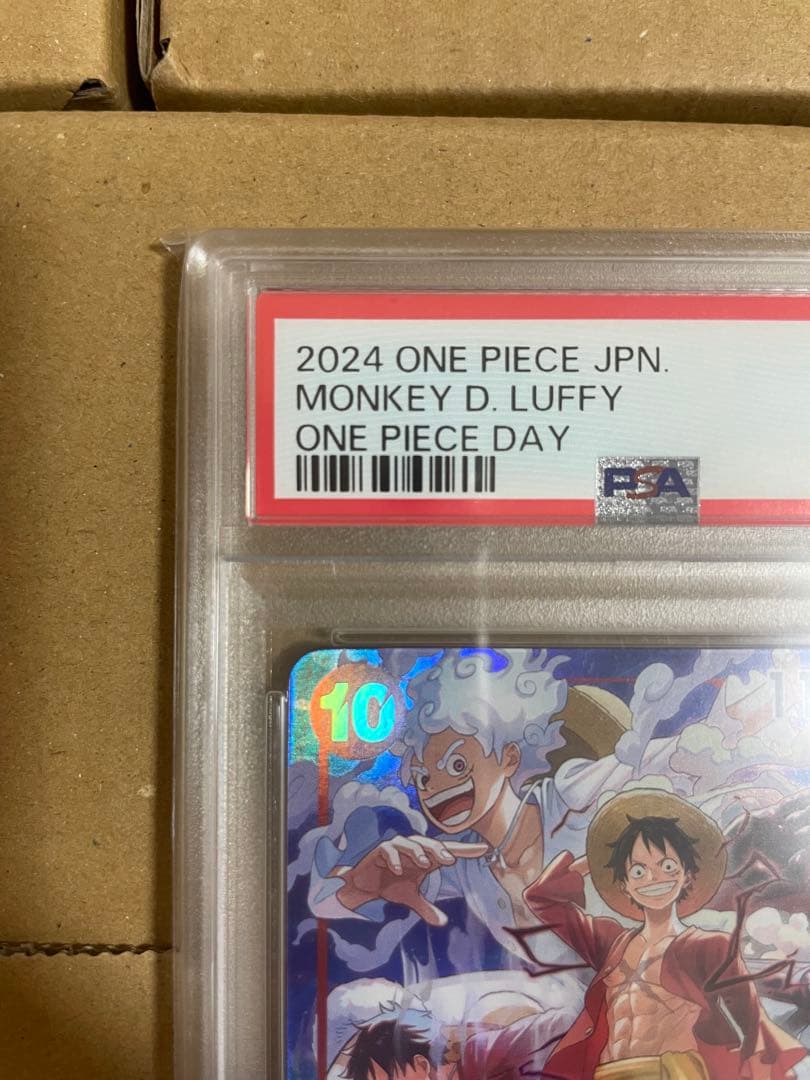 2024 ONE PIECE JPN.
MONKEY D. LUFFY
ONE PIECE DAY
PSA
10